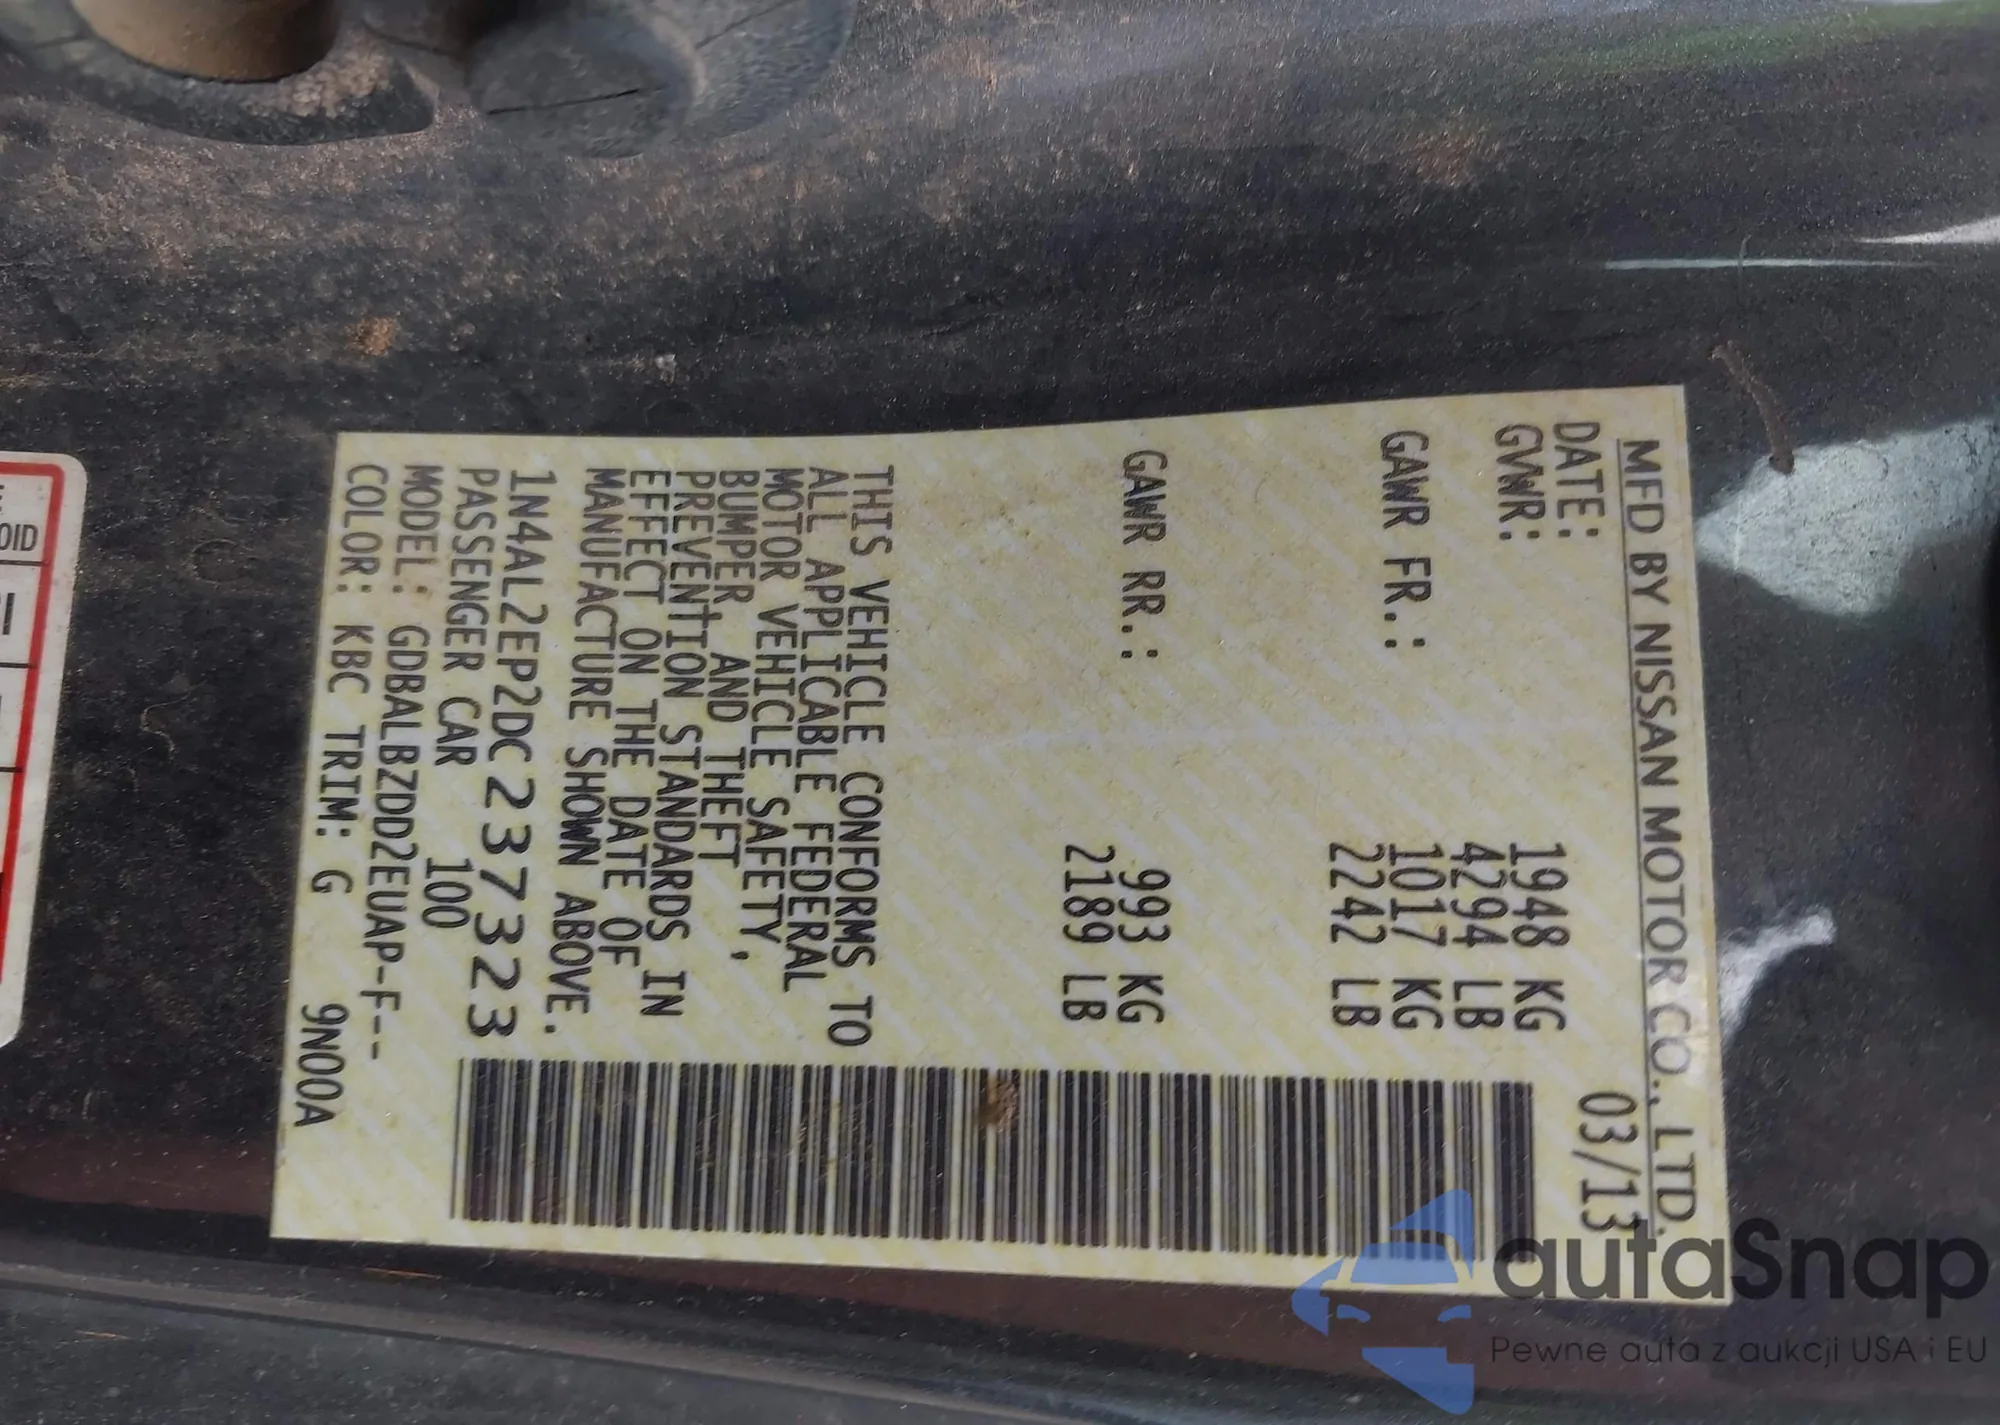 MFD BY NISSAN MOTOR CO., LTD.
DATE: 03/13
GVWR: 1948 KG
4294 LB
GAWR FR.: 1017 KG
2242 LB
GAWR RR.: 993 KG
2189 LB
THIS VEHICLE CONFORMS TO
ALL APPLICABLE FEDERAL
MOTOR VEHICLE SAFETY,
BUMPER, AND THEFT
PREVENTION STANDARDS IN
EFFECT ON THE DATE OF
MANUFACTURE SHOWN ABOVE.
1N4AL2EP2DC237323
PASSENGER CAR 100
MODEL: GDBALBZDD2EUAP-F--
COLOR: KBC TRIM: G 9N00A
autaSnap
Pewne auta z aukcji USA i EU